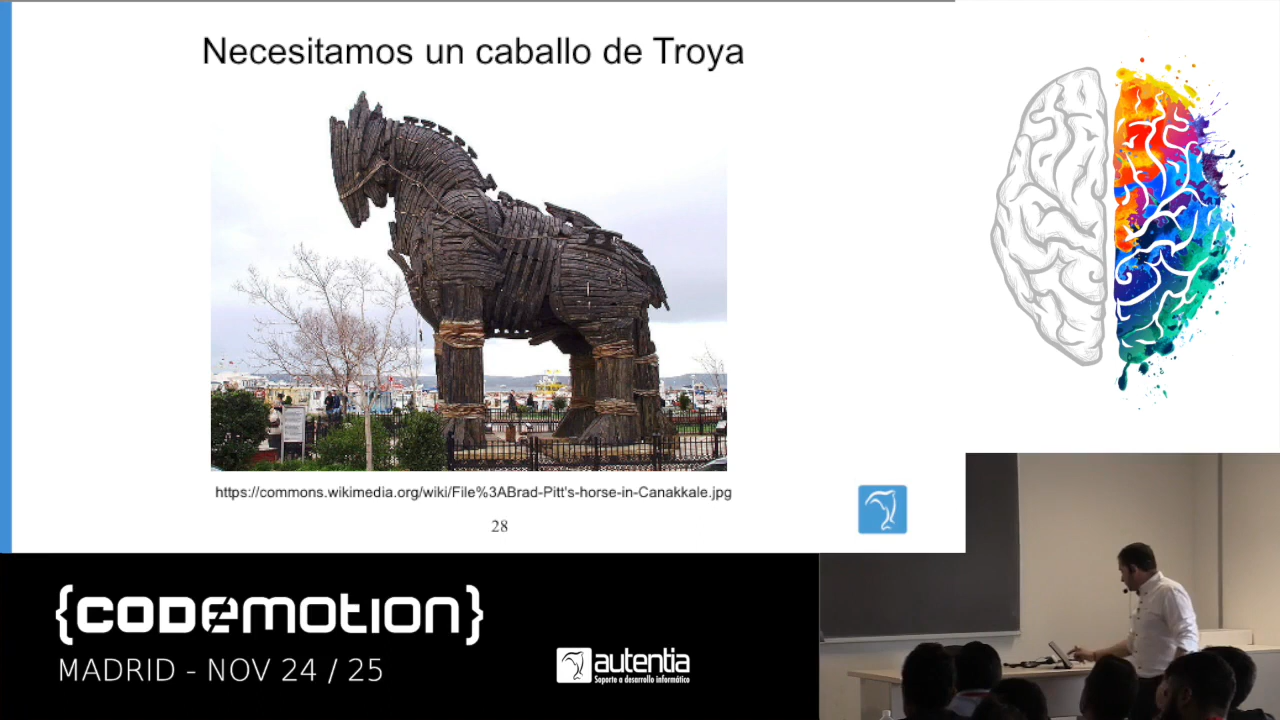 Necesitamos un caballo de Troya
https://commons.wikimedia.org/wiki/File%3ABrad-Pitt's-horse-in-Canakkale.jpg
28
{CODEMOTION}
MADRID - NOV 24 / 25
autentia
Soporte a desarrollo informático